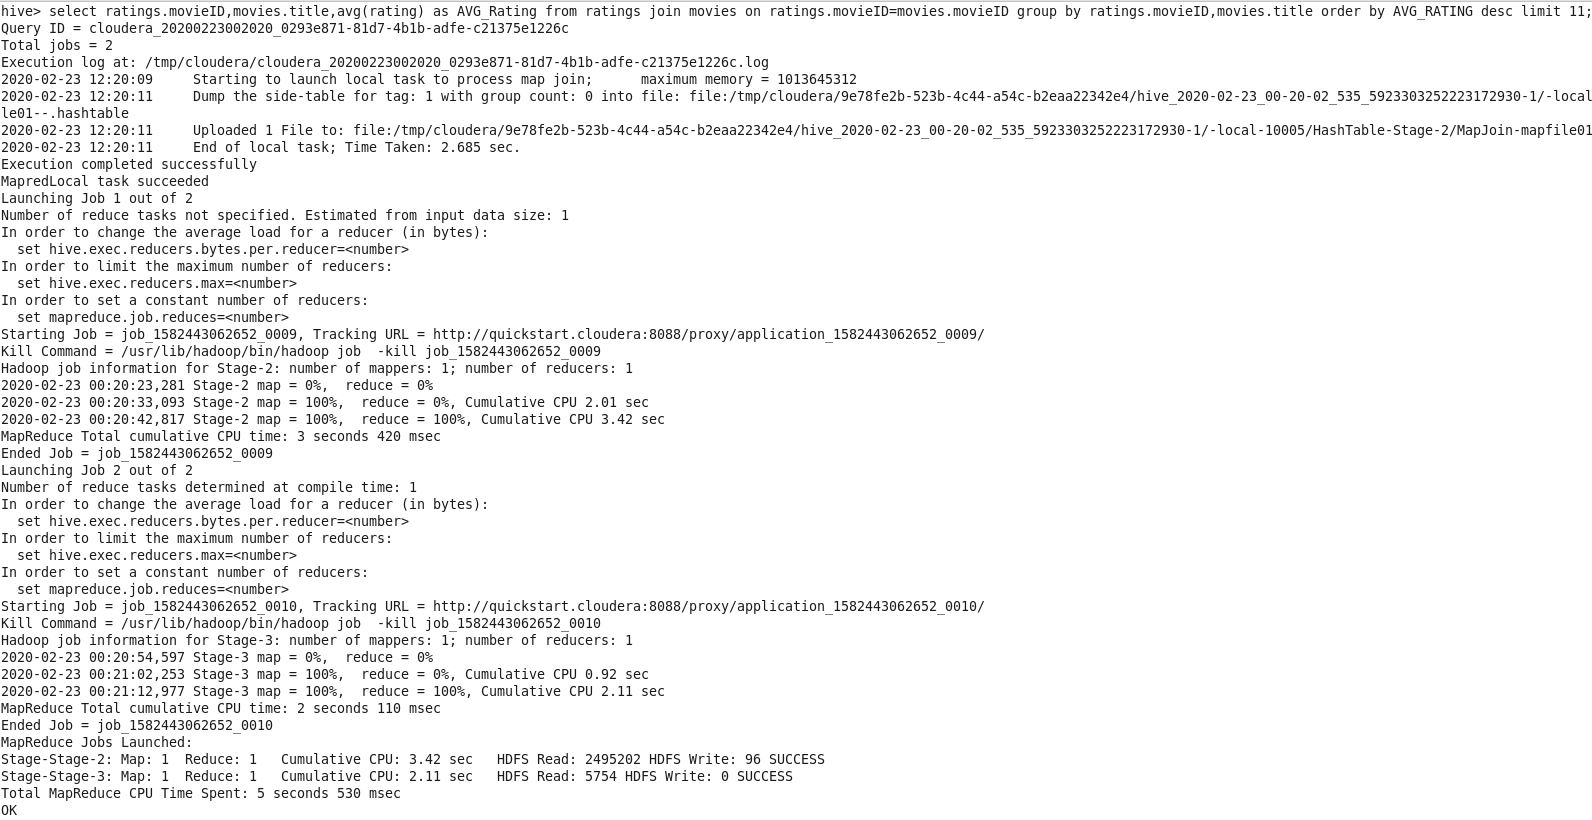 hive> select ratings.movieID,movies.title,avg(rating) as AVG_Rating from ratings join movies on ratings.movieID=movies.movieID group by ratings.movieID,movies.title order by AVG_RATING desc limit 11;
Query ID = cloudera_20200223002020_0293e871-81d7-4b1b-adfe-c21375e1226c
Total jobs = 2
Execution log at: /tmp/cloudera/cloudera_20200223002020_0293e871-81d7-4b1b-adfe-c21375e1226c.log
2020-02-23 12:20:09     Starting to launch local task to process map join;      maximum memory = 1013645312
2020-02-23 12:20:11     Dump the side-table for tag: 1 with group count: 0 into file: file:/tmp/cloudera/9e78fe2b-523b-4c44-a54c-b2eaa22342e4/hive_2020-02-23_00-20-02_535_5923303252223172930-1/-local
le01--.hashtable
2020-02-23 12:20:11     Uploaded 1 File to: file:/tmp/cloudera/9e78fe2b-523b-4c44-a54c-b2eaa22342e4/hive_2020-02-23_00-20-02_535_5923303252223172930-1/-local-10005/HashTable-Stage-2/MapJoin-mapfile01
2020-02-23 12:20:11     End of local task; Time Taken: 2.685 sec.
Execution completed successfully
MapredLocal task succeeded
Launching Job 1 out of 2
Number of reduce tasks not specified. Estimated from input data size: 1
In order to change the average load for a reducer (in bytes):
  set hive.exec.reducers.bytes.per.reducer=<number>
In order to limit the maximum number of reducers:
  set hive.exec.reducers.max=<number>
In order to set a constant number of reducers:
  set mapreduce.job.reduces=<number>
Starting Job = job_1582443062652_0009, Tracking URL = http://quickstart.cloudera:8088/proxy/application_1582443062652_0009/
Kill Command = /usr/lib/hadoop/bin/hadoop job  -kill job_1582443062652_0009
Hadoop job information for Stage-2: number of mappers: 1; number of reducers: 1
2020-02-23 00:20:23,281 Stage-2 map = 0%,  reduce = 0%
2020-02-23 00:20:33,093 Stage-2 map = 100%,  reduce = 0%, Cumulative CPU 2.01 sec
2020-02-23 00:20:42,817 Stage-2 map = 100%,  reduce = 100%, Cumulative CPU 3.42 sec
MapReduce Total cumulative CPU time: 3 seconds 420 msec
Ended Job = job_1582443062652_0009
Launching Job 2 out of 2
Number of reduce tasks determined at compile time: 1
In order to change the average load for a reducer (in bytes):
  set hive.exec.reducers.bytes.per.reducer=<number>
In order to limit the maximum number of reducers:
  set hive.exec.reducers.max=<number>
In order to set a constant number of reducers:
  set mapreduce.job.reduces=<number>
Starting Job = job_1582443062652_0010, Tracking URL = http://quickstart.cloudera:8088/proxy/application_1582443062652_0010/
Kill Command = /usr/lib/hadoop/bin/hadoop job  -kill job_1582443062652_0010
Hadoop job information for Stage-3: number of mappers: 1; number of reducers: 1
2020-02-23 00:20:54,597 Stage-3 map = 0%,  reduce = 0%
2020-02-23 00:21:02,253 Stage-3 map = 100%,  reduce = 0%, Cumulative CPU 0.92 sec
2020-02-23 00:21:12,977 Stage-3 map = 100%,  reduce = 100%, Cumulative CPU 2.11 sec
MapReduce Total cumulative CPU time: 2 seconds 110 msec
Ended Job = job_1582443062652_0010
MapReduce Jobs Launched:
Stage-Stage-2: Map: 1  Reduce: 1   Cumulative CPU: 3.42 sec   HDFS Read: 2495202 HDFS Write: 96 SUCCESS
Stage-Stage-3: Map: 1  Reduce: 1   Cumulative CPU: 2.11 sec   HDFS Read: 5754 HDFS Write: 0 SUCCESS
Total MapReduce CPU Time Spent: 5 seconds 530 msec
OK